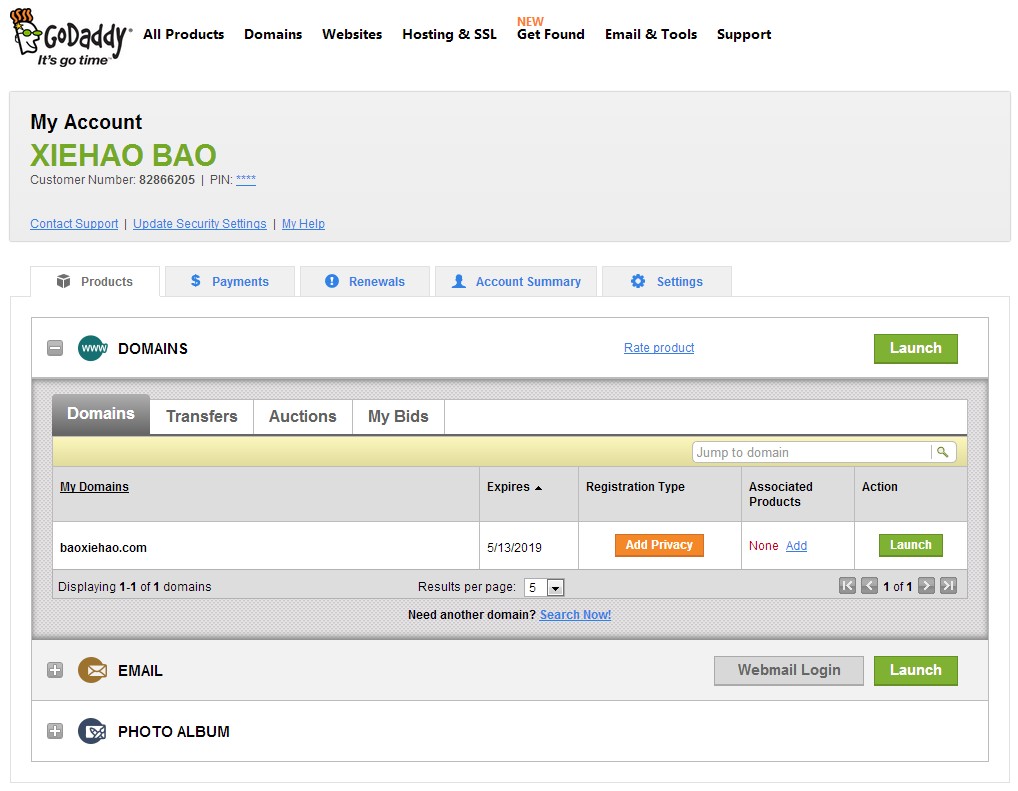 GoDaddy
It's go time
All Products Domains Websites Hosting & SSL NEW Get Found Email & Tools Support
My Account
XIEHAO BAO
Customer Number: 82866205 | PIN: ****
Contact Support | Update Security Settings | My Help
Products $ Payments Renewals Account Summary Settings
www DOMAINS Rate product Launch
Domains Transfers Auctions My Bids
Jump to domain
My Domains Expires Registration Type Associated Products Action
baoxiehao.com 5/13/2019 Add Privacy None Add Launch
Displaying 1-1 of 1 domains Results per page: 5 1 of 1
Need another domain? Search Now!
EMAIL Webmail Login Launch
PHOTO ALBUM